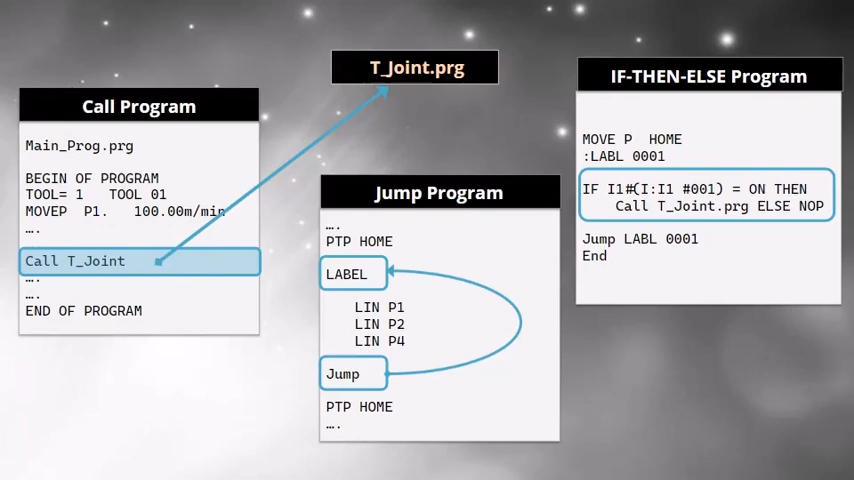 T_Joint.prg
Call Program
Main_Prog.prg
BEGIN OF PROGRAM
TOOL= 1 TOOL 01
MOVEP P1. 100.00m/min
….
Call T_Joint
….
….
END OF PROGRAM
Jump Program
….
PTP HOME
LABEL
LIN P1
LIN P2
LIN P4
Jump
PTP HOME
….
IF-THEN-ELSE Program
MOVE P HOME
:LABL 0001
IF I1#(I:I1 #001) = ON THEN
Call T_Joint.prg ELSE NOP
Jump LABL 0001
End